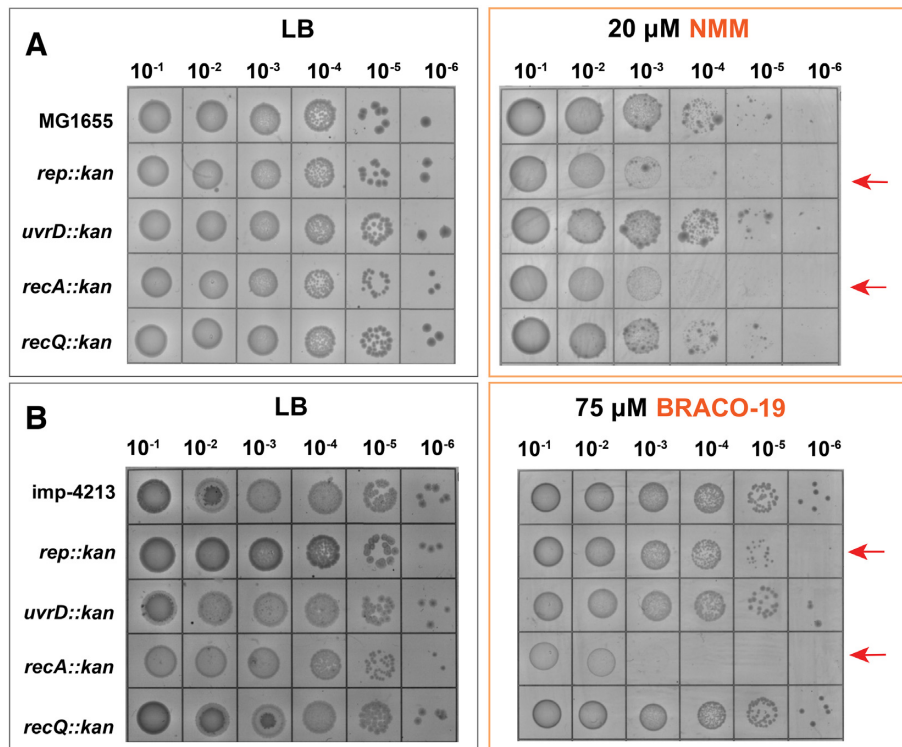 A
LB
10-1 10-2 10-3 10-4 10-5 10-6
20 µM NMM
10-1 10-2 10-3 10-4 10-5 10-6
MG1655
rep::kan
uvrD::kan
recA::kan
recQ::kan
B
LB
10-1 10-2 10-3 10-4 10-5 10-6
75 µM BRACO-19
10-1 10-2 10-3 10-4 10-5 10-6
imp-4213
rep::kan
uvrD::kan
recA::kan
recQ::kan